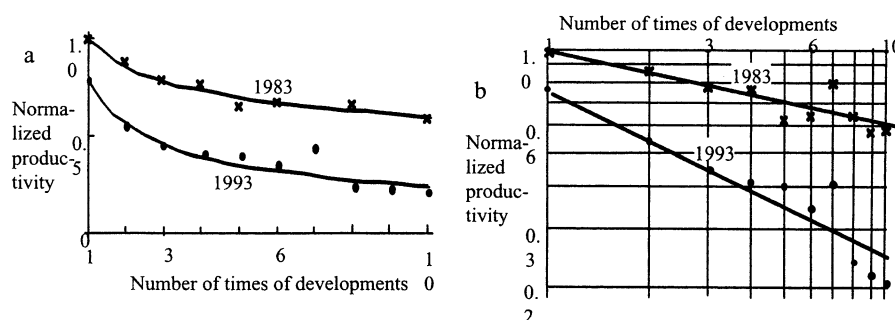 a
1.
0
1983
Norma-
lized
produc-
tivity
0.
5
1993
0
1
3
6
1
0
Number of times of developments
Number of times of developments
1
3
6
10
b
1.
0
1983
Norma-
lized
produc-
tivity
0.
6
1993
0.
3
0.
2